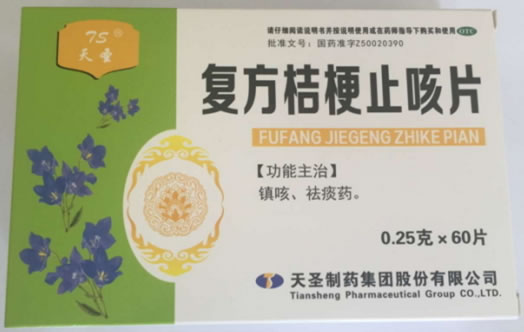 请仔细阅读说明书并按说明使用或在药师指导下购买和使用 OTC
批准文号：国药准字Z50020390
TS®
天圣
复方桔梗止咳片
FUFANG JIEGENG ZHIKE PIAN
【功能主治】
镇咳、祛痰药。
0.25克×60片
天圣制药集团股份有限公司
Tiansheng Pharmaceutical Group CO.,LTD.